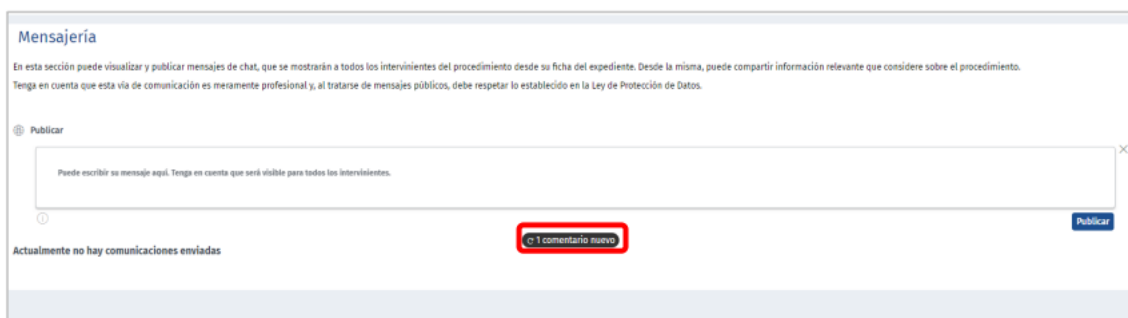 Mensajería
En esta sección puede visualizar y publicar mensajes de chat, que se mostrarán a todos los intervinientes del procedimiento desde su ficha del expediente. Desde la misma, puede compartir información relevante que considere sobre el procedimiento.
Tenga en cuenta que esta vía de comunicación es meramente profesional y, al tratarse de mensajes públicos, debe respetar lo establecido en la Ley de Protección de Datos.
Publicar
Puede escribir su mensaje aquí. Tenga en cuenta que será visible para todos los intervinientes.
Publicar
1 comentario nuevo
Actualmente no hay comunicaciones enviadas